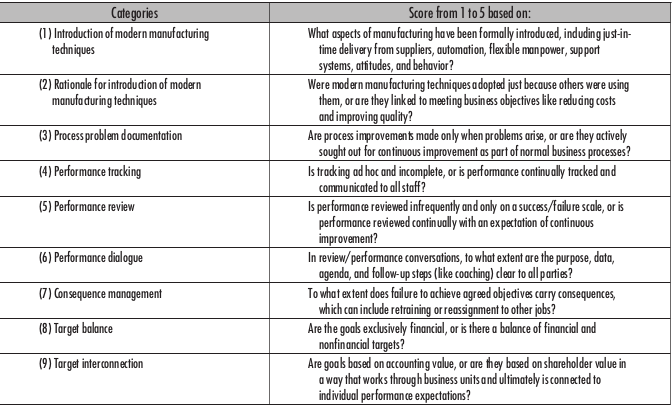 Categories
Score from 1 to 5 based on:
(1) Introduction of modern manufacturing
techniques
What aspects of manufacturing have been formally introduced, including just-in-
time delivery from suppliers, automation, flexible manpower, support
systems, attitudes, and behavior?
(2) Rationale for introduction of modern
manufacturing techniques
Were modern manufacturing techniques adopted just because others were using
them, or are they linked to meeting business objectives like reducing costs
and improving quality?
(3) Process problem documentation
Are process improvements made only when problems arise, or are they actively
sought out for continuous improvement as part of normal business processes?
(4) Performance tracking
Is tracking ad hoc and incomplete, or is performance continually tracked and
communicated to all staff?
(5) Performance review
Is performance reviewed infrequently and only on a success/failure scale, or is
performance reviewed continually with an expectation of continuous
improvement?
(6) Performance dialogue
In review/performance conversations, to what extent are the purpose, data,
agenda, and follow-up steps (like coaching) clear to all parties?
(7) Consequence management
To what extent does failure to achieve agreed objectives carry consequences,
which can include retraining or reassignment to other jobs?
(8) Target balance
Are the goals exclusively financial, or is there a balance of financial and
nonfinancial targets?
(9) Target interconnection
Are goals based on accounting value, or are they based on shareholder value in
a way that works through business units and ultimately is connected to
individual performance expectations?